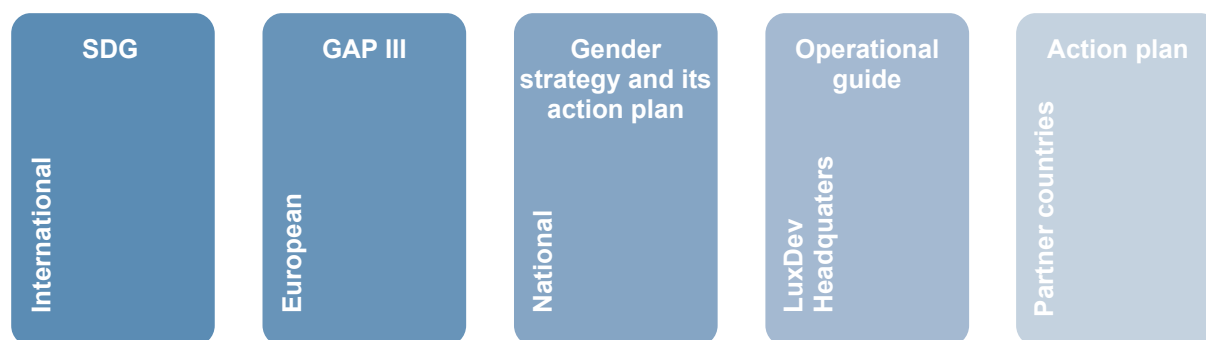 SDG
International
GAP III
European
Gender
strategy and its
action plan
National
Operational
guide
LuxDev
Headquaters
Action plan
Partner countries